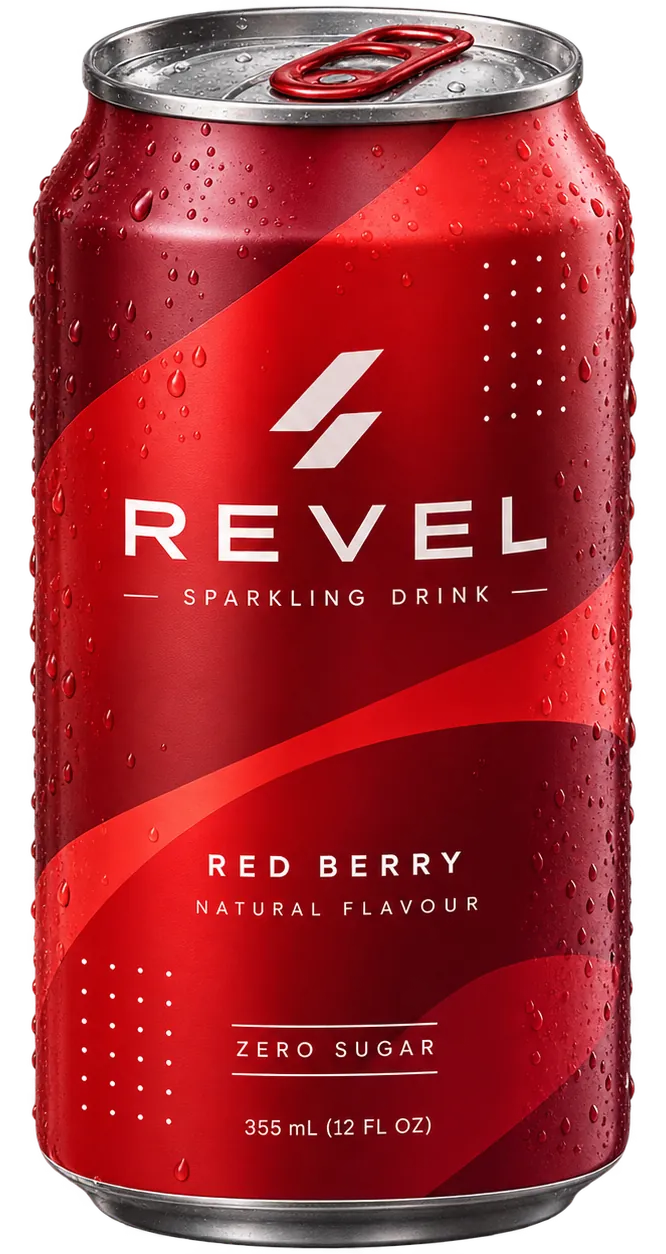 REVEL
SPARKLING DRINK
RED BERRY
NATURAL FLAVOUR
ZERO SUGAR
355 mL (12 FL OZ)